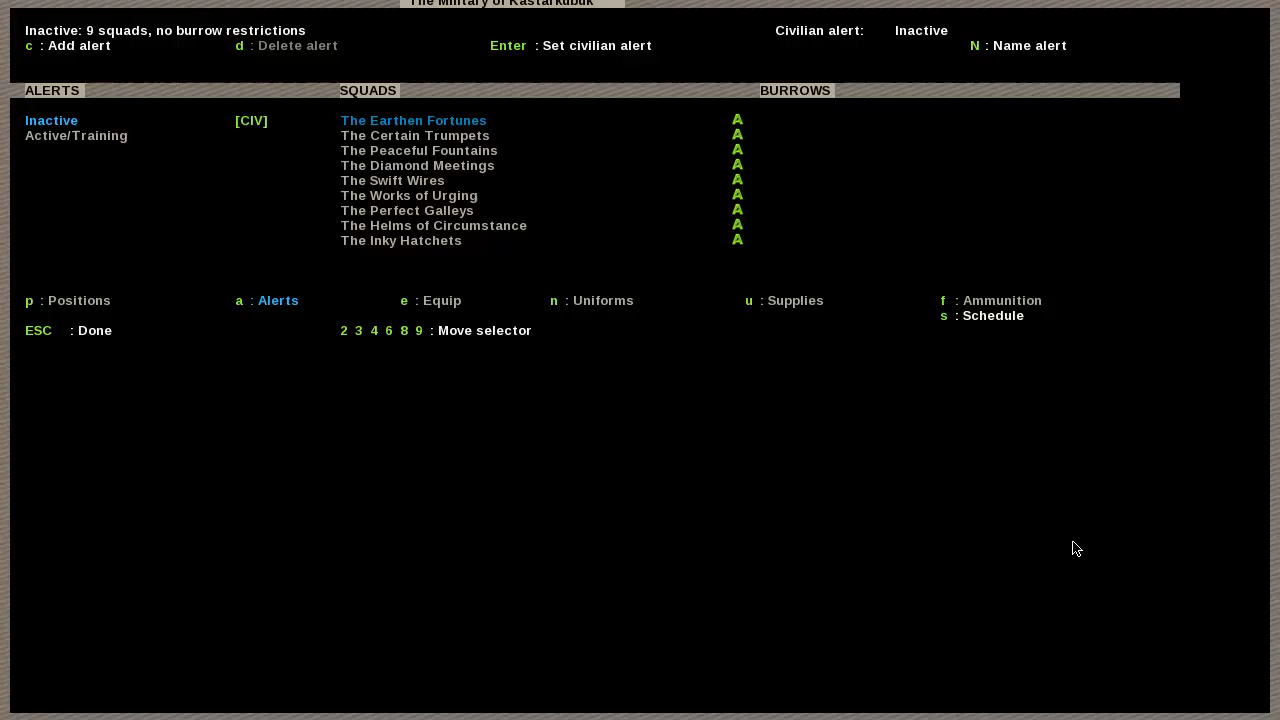 The Military of Kastarkubuk
Inactive: 9 squads, no burrow restrictions Civilian alert: Inactive
c : Add alert d : Delete alert Enter : Set civilian alert N : Name alert
ALERTS SQUADS BURROWS
Inactive [CIV] The Earthen Fortunes A
Active/Training The Certain Trumpets A
The Peaceful Fountains A
The Diamond Meetings A
The Swift Wires A
The Works of Urging A
The Perfect Galleys A
The Helms of Circumstance A
The Inky Hatchets A
p : Positions a : Alerts e : Equip n : Uniforms u : Supplies f : Ammunition
s : Schedule
ESC : Done 2 3 4 6 8 9 : Move selector